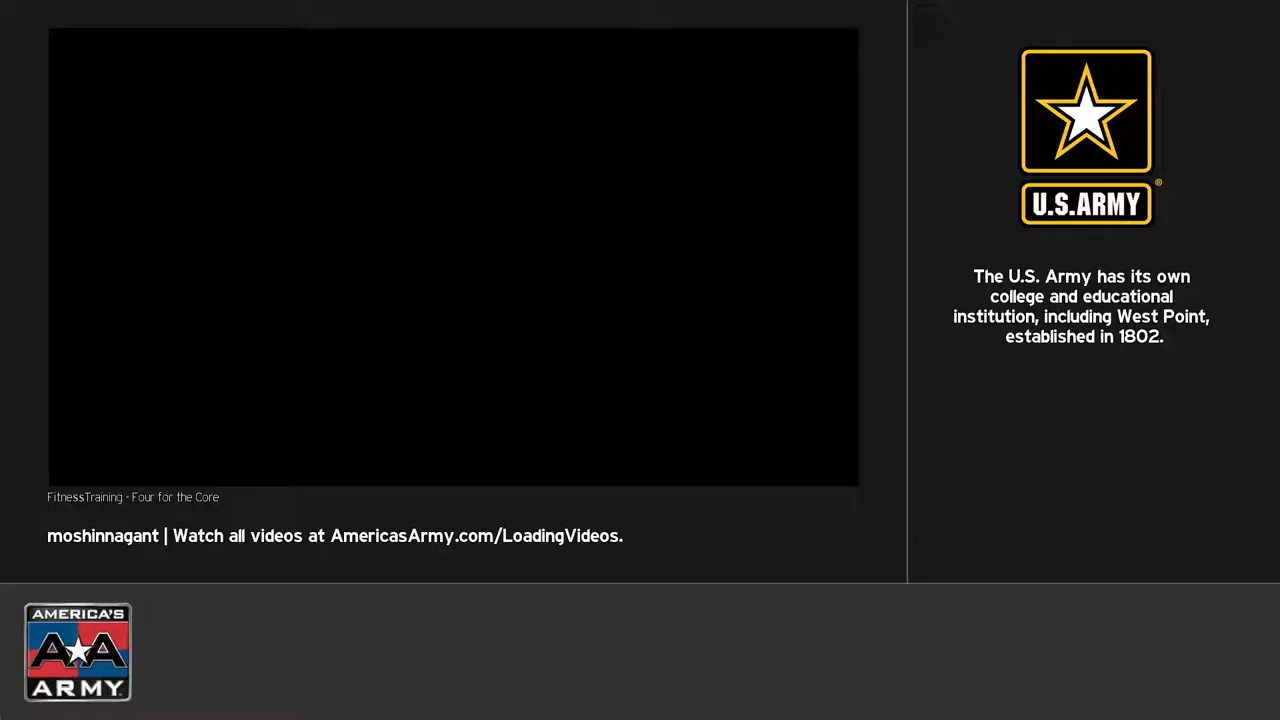 U.S.ARMY
®
The U.S. Army has its own
college and educational
institution, including West Point,
established in 1802.
FitnessTraining - Four for the Core
moshinnagant | Watch all videos at AmericasArmy.com/LoadingVideos.
AMERICA'S
AA
ARMY